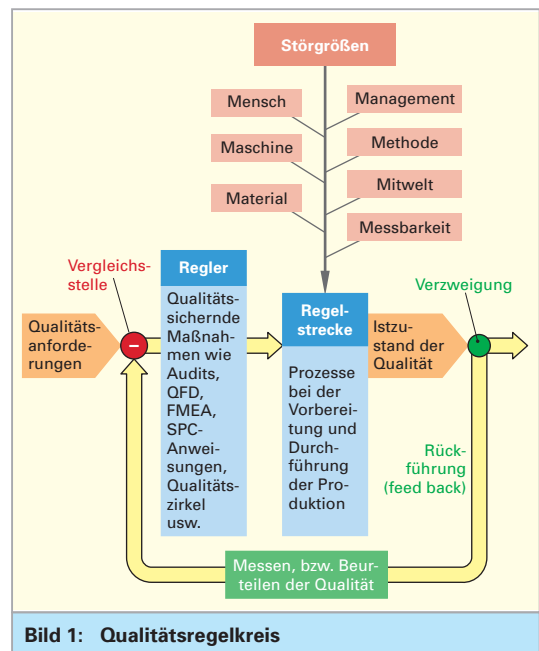 Störgrößen
Mensch
Management
Maschine
Methode
Material
Mitwelt
Messbarkeit
Vergleichs-
stelle
Regler
Qualitäts-
sichernde
Maßnah-
men wie
Audits,
QFD,
FMEA,
SPC-
Anwei-
sungen,
Qualitäts-
zirkel
usw.
Regel-
strecke
Prozesse
bei der
Vorberei-
tung und
Durch-
führung
der Pro-
duktion
Verzweigung
Qualitäts-
anforde-
rungen
−
Istzu-
stand der
Qualität
Rück-
führung
(feed back)
Messen, bzw. Beur-
teilen der Qualität
Bild 1: Qualitätsregelkreis